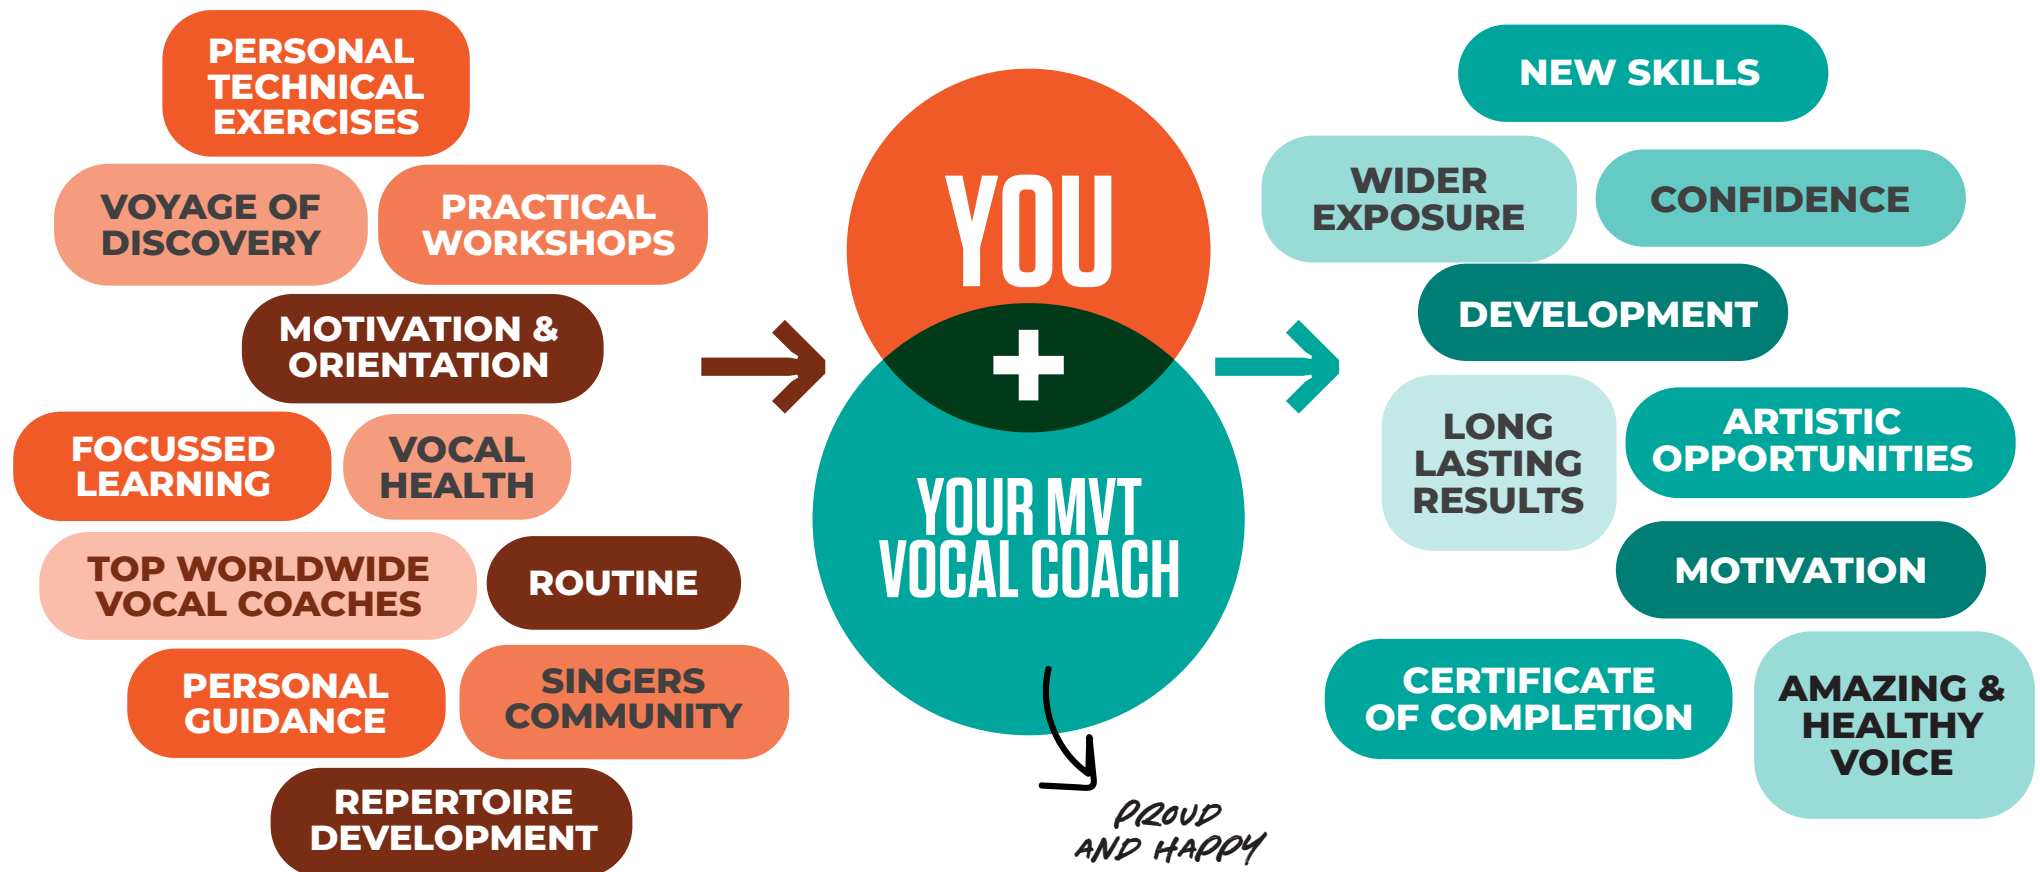 PERSONAL
TECHNICAL
EXERCISES
VOYAGE OF
DISCOVERY
PRACTICAL
WORKSHOPS
MOTIVATION &
ORIENTATION
FOCUSSED
LEARNING
VOCAL
HEALTH
TOP WORLDWIDE
VOCAL COACHES
ROUTINE
PERSONAL
GUIDANCE
SINGERS
COMMUNITY
REPERTOIRE
DEVELOPMENT
YOU
+
YOUR MVT
VOCAL COACH
PROUD
AND HAPPY
NEW SKILLS
WIDER
EXPOSURE
CONFIDENCE
DEVELOPMENT
LONG
LASTING
RESULTS
ARTISTIC
OPPORTUNITIES
MOTIVATION
CERTIFICATE
OF COMPLETION
AMAZING &
HEALTHY
VOICE